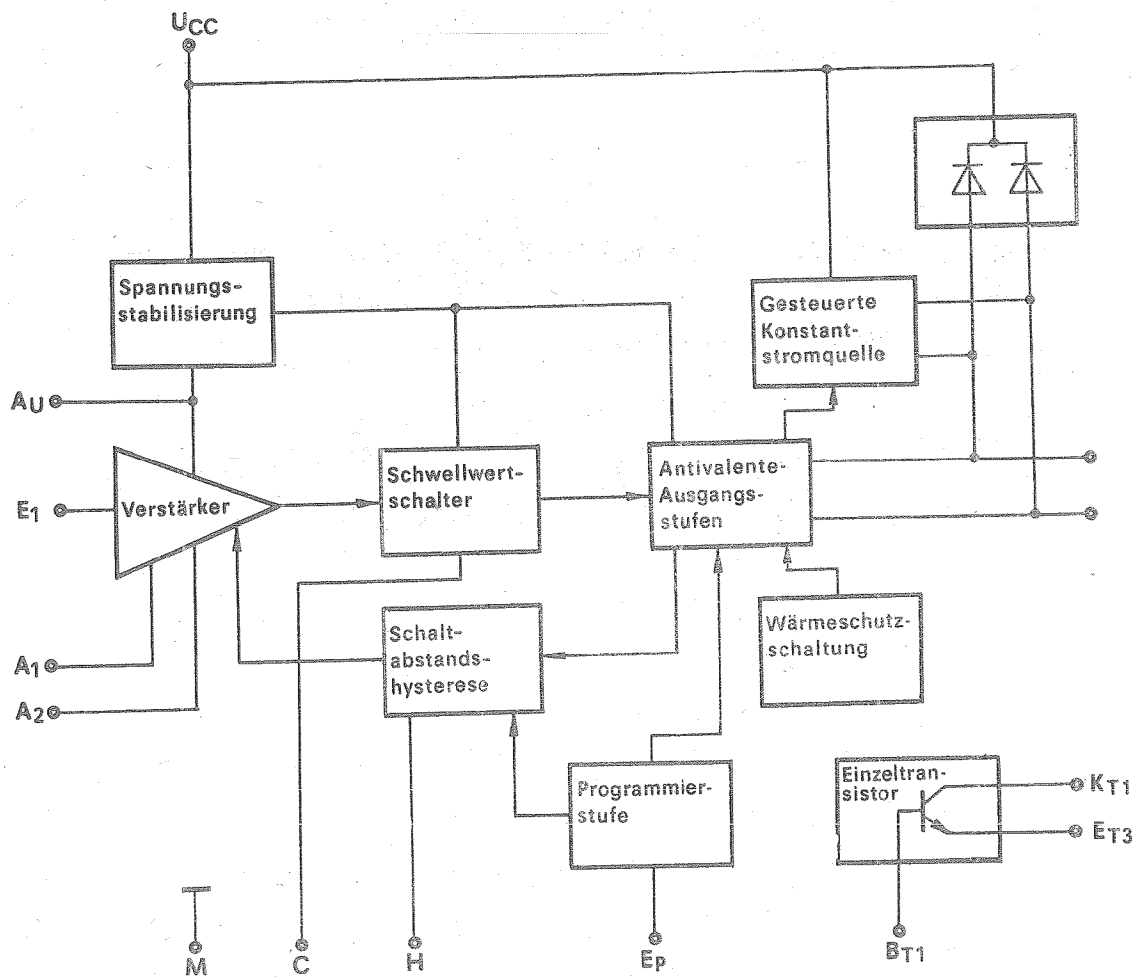 UCC
Spannungs-
stabilisierung
Gesteuerte
Konstant-
stromquelle
AU
E1
Verstärker
Schwellwert-
schalter
Antivalente-
Ausgangs-
stufen
A1
A2
Schalt-
abstands-
hysterese
Wärmeschutz-
schaltung
Programmier-
stufe
Einzeltran-
sistor
KT1
ET3
M
C
H
Ep
BT1